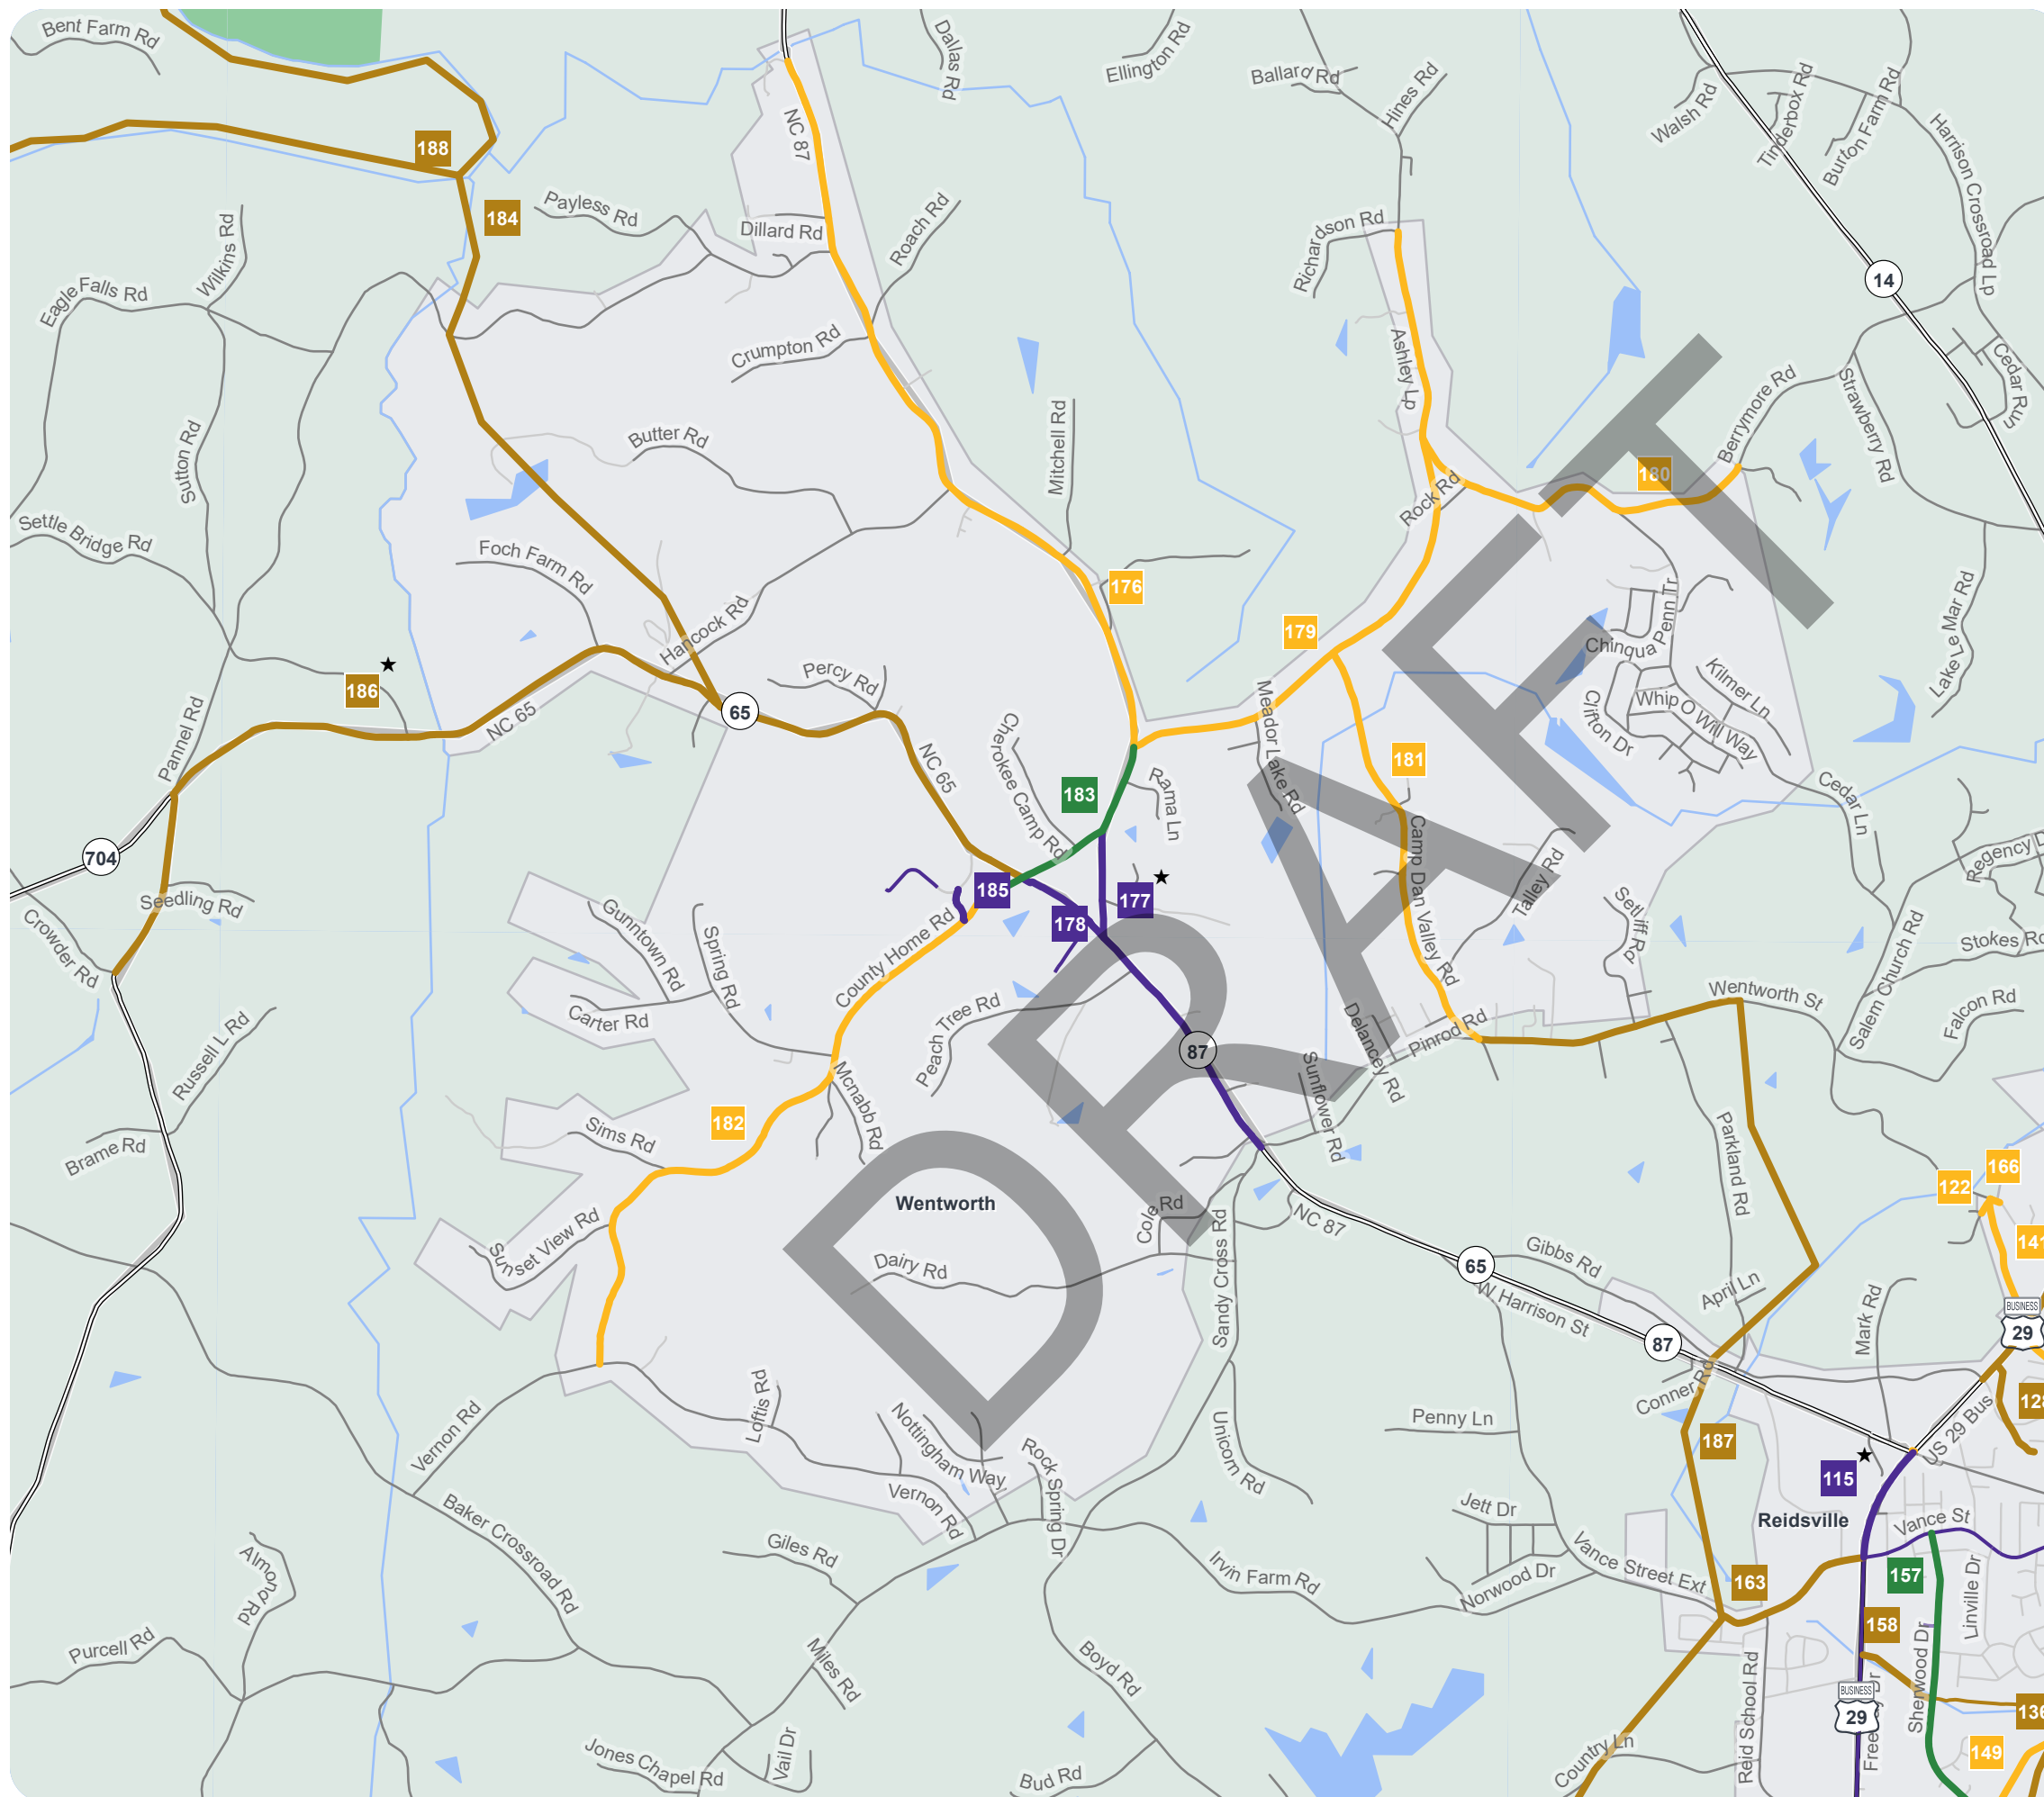 Bent Farm Rd
Dallas Rd
Ellington Rd
Ballard Rd
Hines Rd
Walsh Rd
Tinderbox Rd
Burton Farm Rd
Harrison Crossroad Lp
NC 87
188
184
Payless Rd
Dillard Rd
Roach Rd
Richardson Rd
Wilkins Rd
Eagle Falls Rd
14
Crumpton Rd
Ashley Lp
Cedar Run
Berrymore Rd
Strawberry Rd
Butter Rd
Mitchell Rd
Sutton Rd
180
Rock Rd
Settle Bridge Rd
Foch Farm Rd
176
Hancock Rd
179
Penn Tr
Chinqua
Lake Le Mar Rd
186
Percy Rd
Kilmer Ln
Whip O Will Way
Clifton Dr
65
NC 65
Pannel Rd
NC 65
Cherokee Camp Rd
Meador Lake Rd
181
183
Rama Ln
Cedar Ln
704
Camp Dan Valley Rd
Regency D
Seedling Rd
185
177
178
Talley Rd
Setliff Rd
Crowder Rd
Guntown Rd
Spring Rd
County Home Rd
Salem Church Rd
Stokes Rd
Wentworth St
Falcon Rd
Carter Rd
Peach Tree Rd
Delancey Rd
Pinrod Rd
87
Russell L Rd
Mcnabb Rd
Sunflower Rd
182
Sims Rd
Brame Rd
Parkland Rd
166
122
Wentworth
Cole Rd
NC 87
Sunset View Rd
Sandy Cross Rd
141
Dairy Rd
65
Gibbs Rd
April Ln
W Harrison St
Mark Rd
BUSINESS
29
87
Conner Rd
Loftis Rd
Vernon Rd
Nottingham Way
Unicorn Rd
Penny Ln
128
US 29 Bus
187
115
Rock Spring Dr
Vernon Rd
Baker Crossroad Rd
Jett Dr
Reidsville
Vance St
Giles Rd
Almond Rd
Irvin Farm Rd
Norwood Dr
Vance Street Ext
163
157
Linville Dr
158
Purcell Rd
Miles Rd
Boyd Rd
Sherwood Dr
Reid School Rd
BUSINESS
29
136
Jones Chapel Rd
Vail Dr
Bud Rd
Country Ln
149
DRAFT